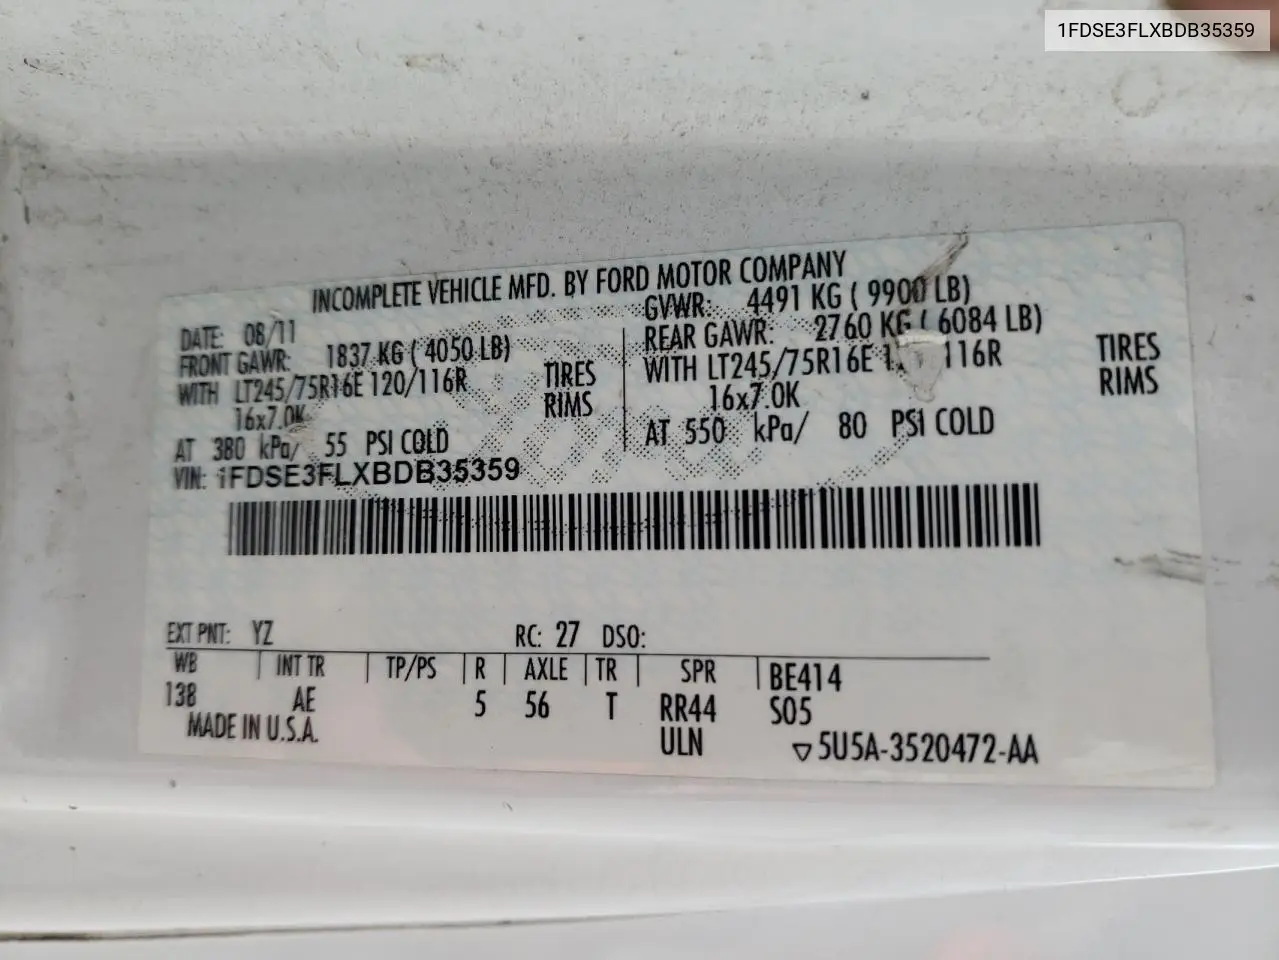 1FDSE3FLXBDB35359
INCOMPLETE VEHICLE MFD. BY FORD MOTOR COMPANY
DATE: 08/11
GVWR: 4491 KG ( 9900 LB)
FRONT GAWR: 1837 KG ( 4050 LB)
REAR GAWR: 2760 KG ( 6084 LB)
WITH LT245/75R16E 120/116R TIRES
WITH LT245/75R16E 116R TIRES
16x7.0K RIMS
16x7.0K RIMS
AT 380 kPa/ 55 PSI COLD
AT 550 kPa/ 80 PSI COLD
VIN: 1FDSE3FLXBDB35359
EXT PNT: YZ RC: 27 DSO:
WB INT TR TP/PS R AXLE TR SPR BE414
138 AE 5 56 T RR44 S05
MADE IN U.S.A. ULN ▽5U5A-3520472-AA